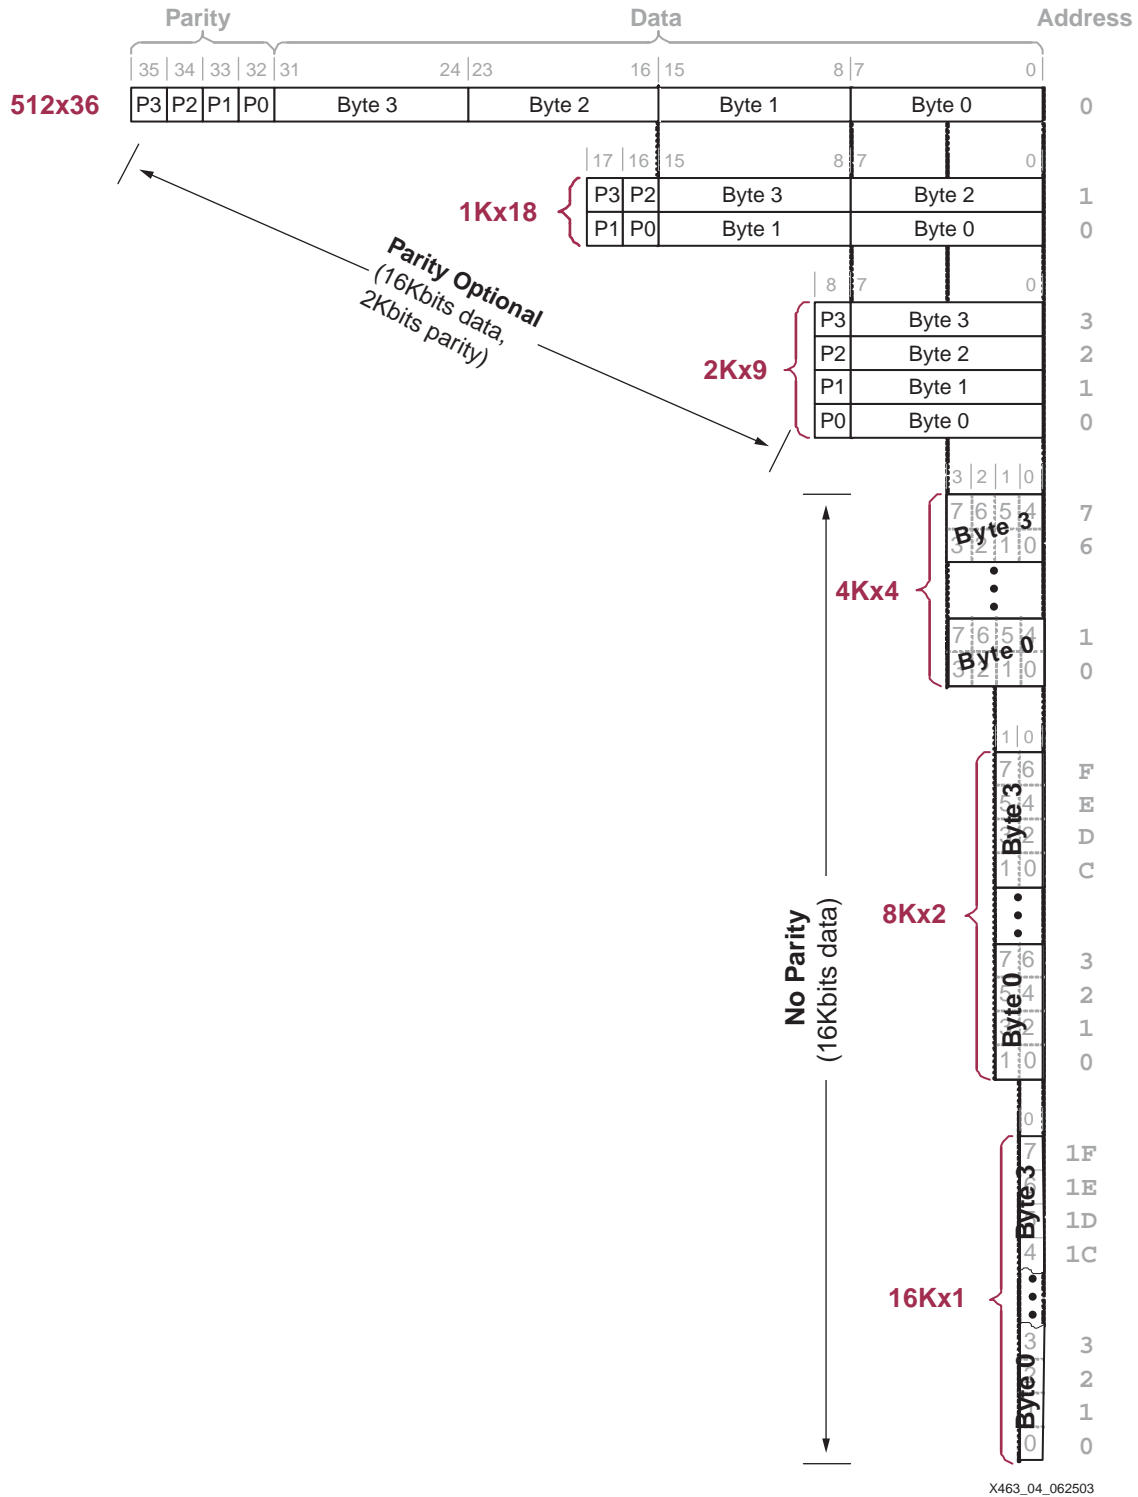 Parity Data Address
35 34 33 32 31 24 23 16 15 8 7 0
512x36 P3 P2 P1 P0 Byte 3 Byte 2 Byte 1 Byte 0 0
17 16 15 8 7 0
P3 P2 Byte 3 Byte 2 1
1Kx18
P1 P0 Byte 1 Byte 0 0
Parity Optional
(16Kbits data,
2Kbits parity)
8 7 0
P3 Byte 3 3
P2 Byte 2 2
2Kx9
P1 Byte 1 1
P0 Byte 0 0
3 2 1 0
7 6 5 4 7
Byte 3
3 2 1 0 6
4Kx4
7 6 5 4 1
Byte 0
3 2 1 0 0
1 0
7 6 F
5 4 E
Byte 3
3 2 D
1 0 C
8Kx2
No Parity
(16Kbits data)
7 6 3
5 4 2
Byte 0
3 2 1
1 0 0
0
7 1F
6 1E
Byte 3
1D
4 1C
16Kx1
3 3
2
Byte 0
1
0 0
X463_04_062503